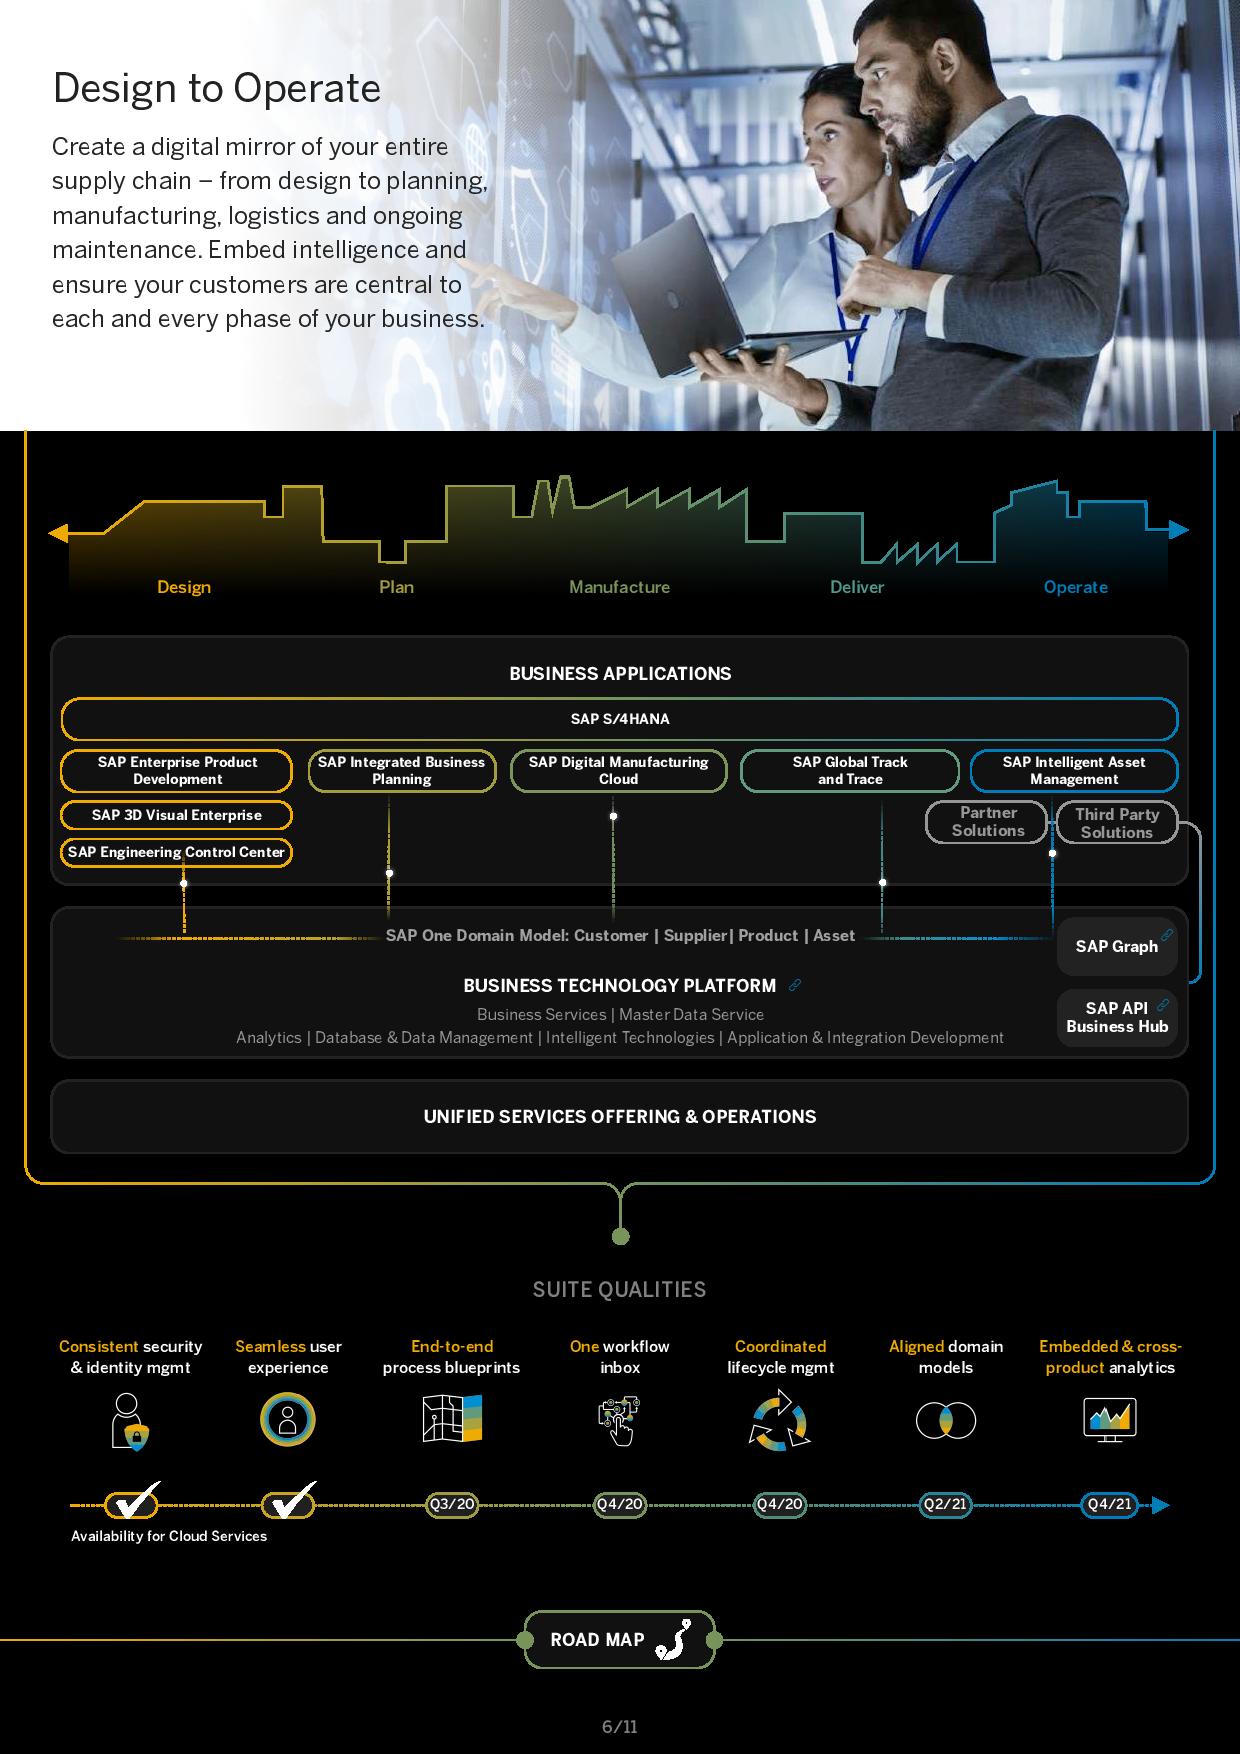 Design to Operate
Create a digital mirror of your entire
supply chain – from design to planning,
manufacturing, logistics and ongoing
maintenance. Embed intelligence and
ensure your customers are central to
each and every phase of your business.
Design
Plan
Manufacture
Deliver
Operate
BUSINESS APPLICATIONS
SAP S/4HANA
SAP Enterprise Product
Development
SAP Integrated Business
Planning
SAP Digital Manufacturing
Cloud
SAP Global Track
and Trace
SAP Intelligent Asset
Management
SAP 3D Visual Enterprise
Partner
Solutions
Third Party
Solutions
SAP Engineering Control Center
SAP One Domain Model: Customer | Supplier| Product | Asset
SAP Graph
BUSINESS TECHNOLOGY PLATFORM
Business Services | Master Data Service
Analytics | Database & Data Management | Intelligent Technologies | Application & Integration Development
SAP API
Business Hub
UNIFIED SERVICES OFFERING & OPERATIONS
SUITE QUALITIES
Consistent security
& identity mgmt
Seamless user
experience
End-to-end
process blueprints
One workflow
inbox
Coordinated
lifecycle mgmt
Aligned domain
models
Embedded & cross-
product analytics
Q3/20
Q4/20
Q4/20
Q2/21
Q4/21
Availability for Cloud Services
ROAD MAP
6/11